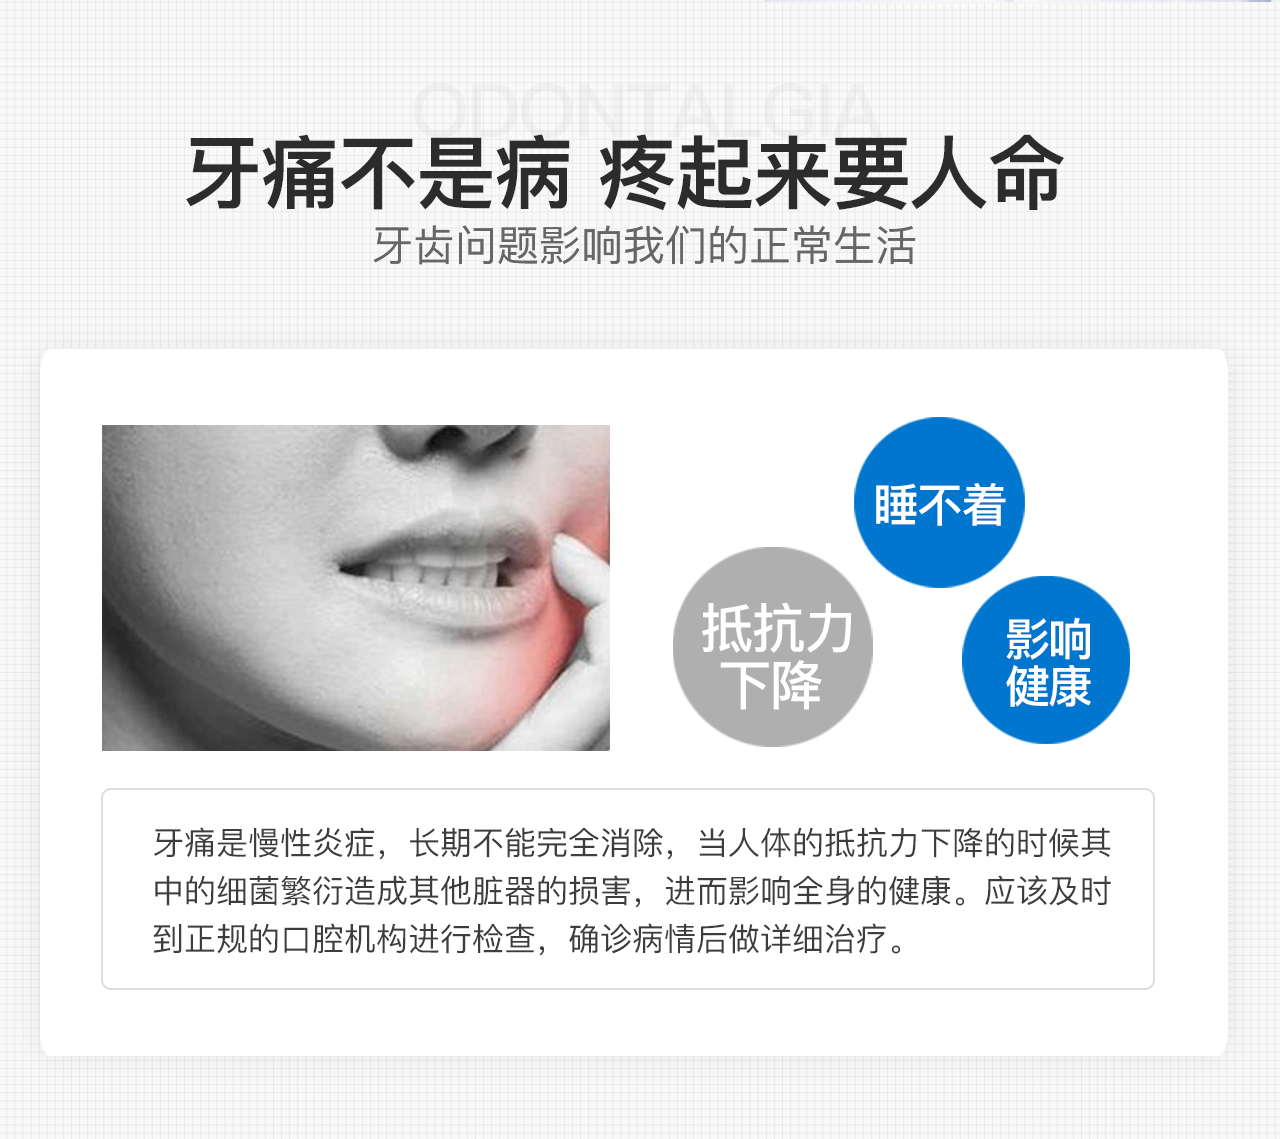 ODONTALGIA
牙痛不是病 疼起来要人命
牙齿问题影响我们的正常生活
睡不着
抵抗力
下降
影响
健康
牙痛是慢性炎症，长期不能完全消除，当人体的抵抗力下降的时候其
中的细菌繁衍造成其他脏器的损害，进而影响全身的健康。应该及时
到正规的口腔机构进行检查，确诊病情后做详细治疗。